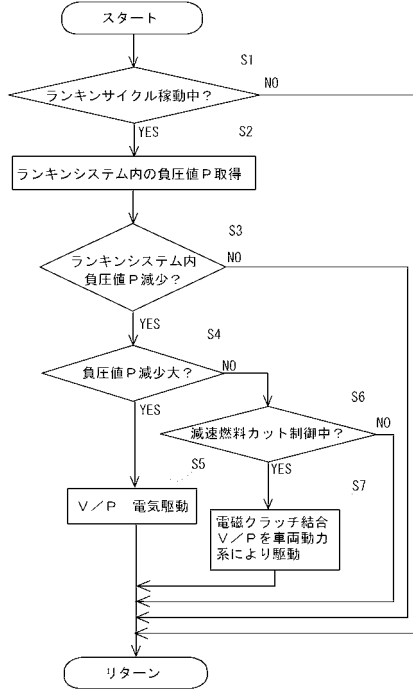 スタート
S1
ランキンサイクル稼動中？
NO
YES
S2
ランキンシステム内の負圧値Ｐ取得
S3
ランキンシステム内
負圧値Ｐ減少？
NO
YES
S4
負圧値Ｐ減少大？
NO
YES
S6
減速燃料カット制御中？
NO
YES
S5
Ｖ／Ｐ　電気駆動
S7
電磁クラッチ結合
Ｖ／Ｐを車両動力
系により駆動
リターン